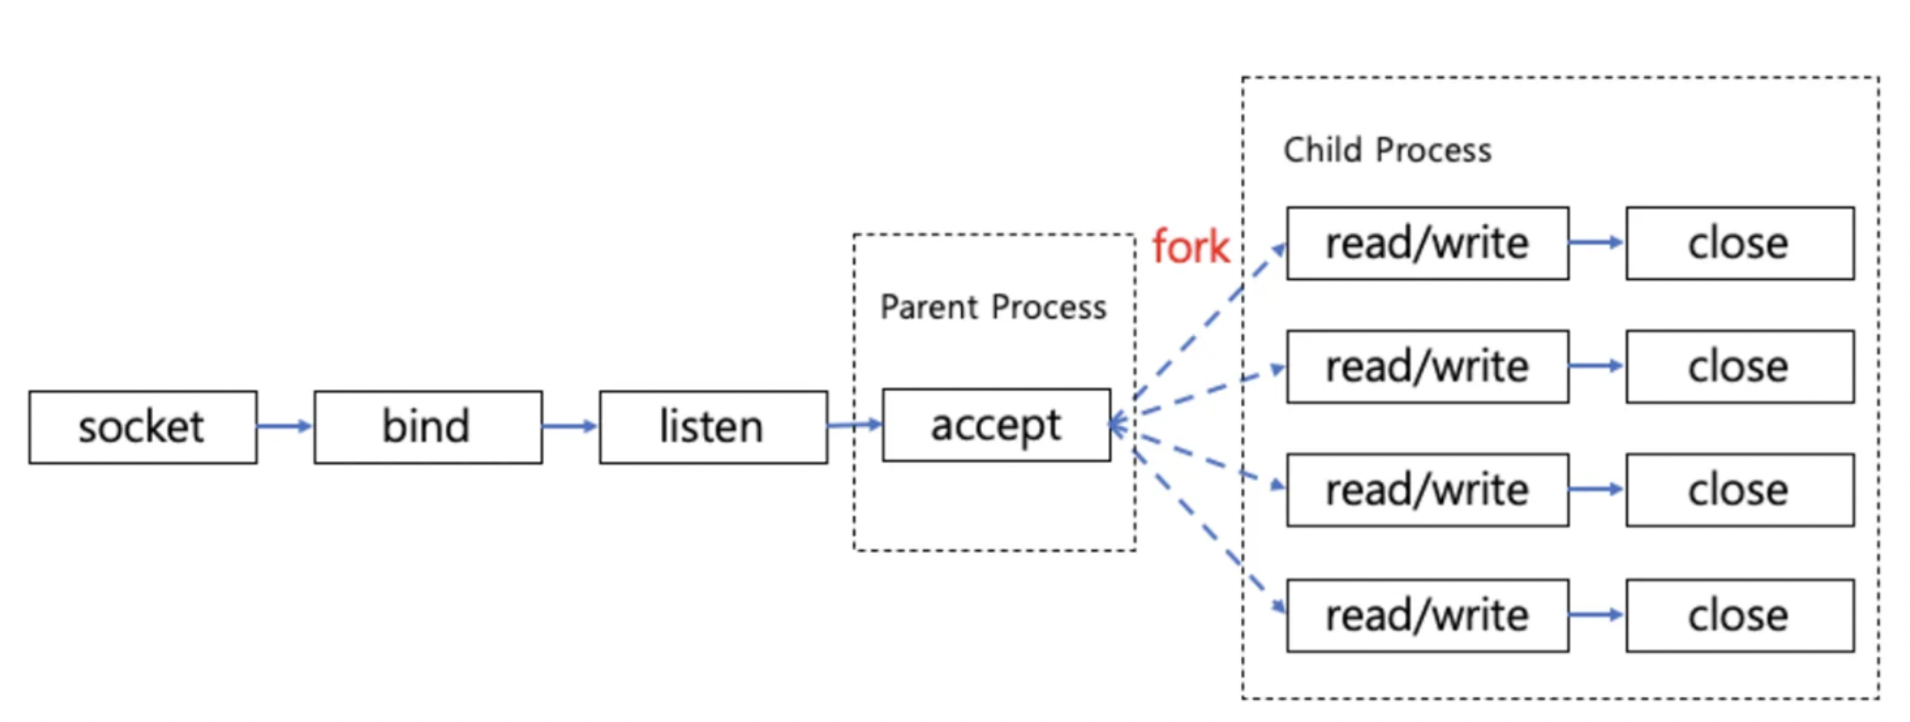 Child Process
fork
read/write
close
Parent Process
read/write
close
socket
bind
listen
accept
read/write
close
read/write
close